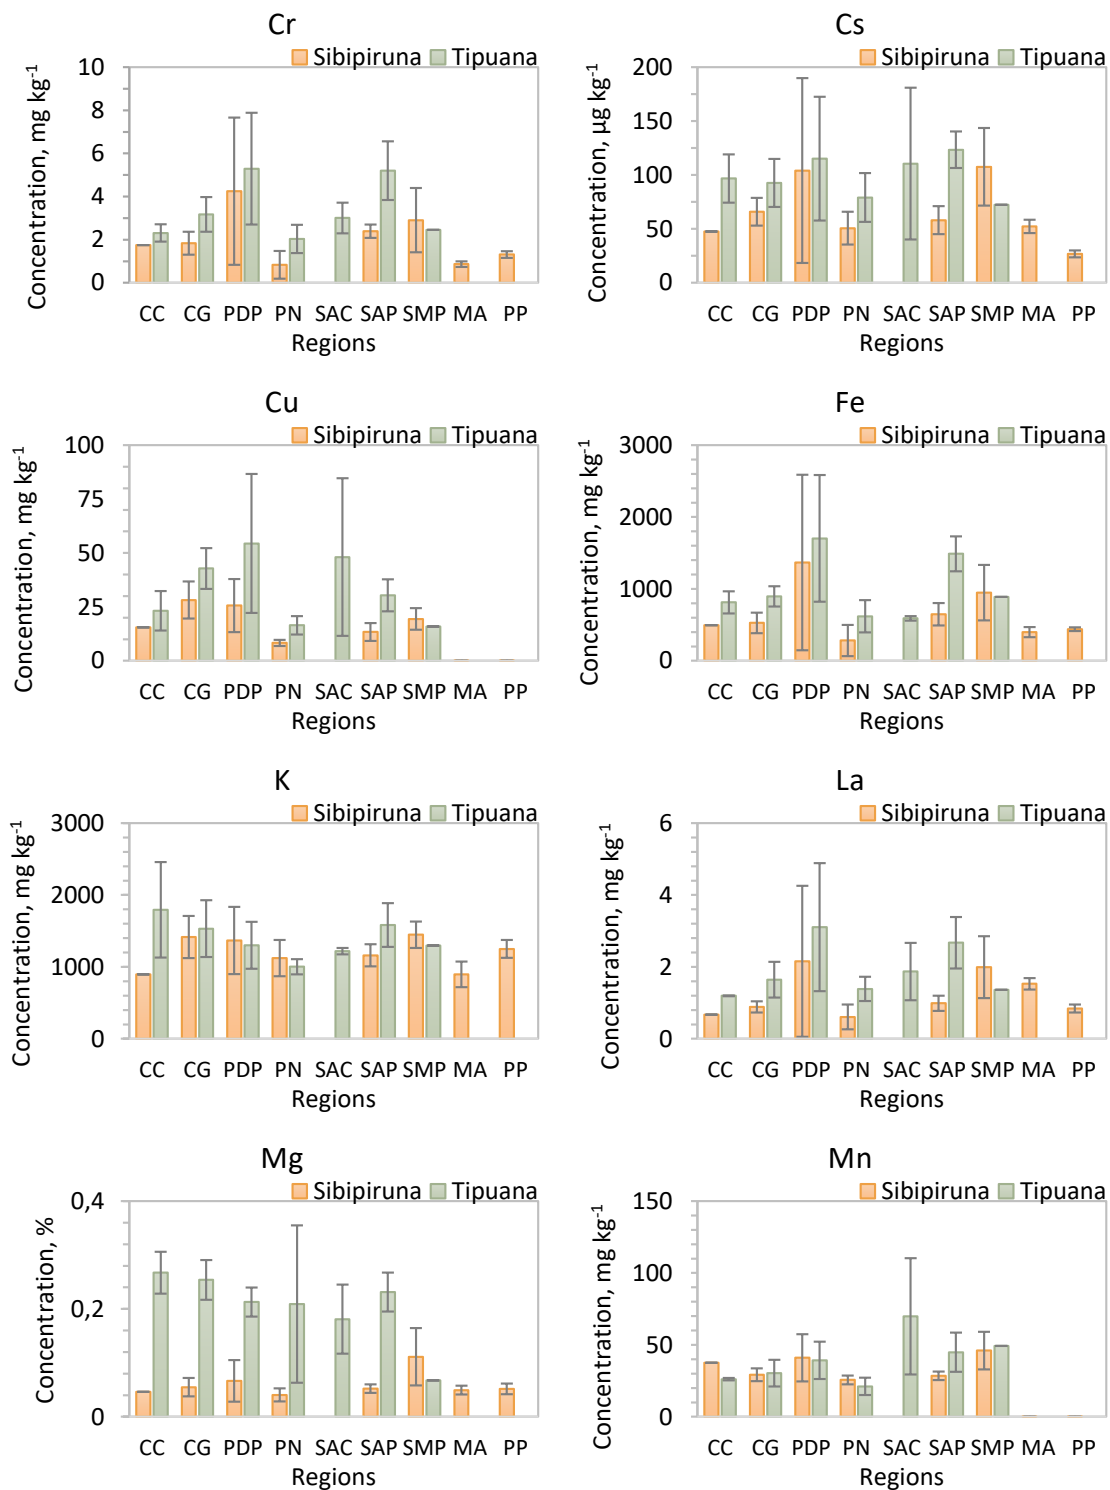 Cr
Sibipiruna Tipuana
Concentration, mg kg⁻¹
10
8
6
4
2
0
CC CG PDP PN SAC SAP SMP MA PP
Regions
Cs
Sibipiruna Tipuana
Concentration, µg kg⁻¹
200
150
100
50
0
CC CG PDP PN SAC SAP SMP MA PP
Regions
Cu
Sibipiruna Tipuana
Concentration, mg kg⁻¹
100
75
50
25
0
CC CG PDP PN SAC SAP SMP MA PP
Regions
Fe
Sibipiruna Tipuana
Concentration, mg kg⁻¹
3000
2000
1000
0
CC CG PDP PN SAC SAP SMP MA PP
Regions
K
Sibipiruna Tipuana
Concentration, mg kg⁻¹
3000
2000
1000
0
CC CG PDP PN SAC SAP SMP MA PP
Regions
La
Sibipiruna Tipuana
Concentration, mg kg⁻¹
6
4
2
0
CC CG PDP PN SAC SAP SMP MA PP
Regions
Mg
Sibipiruna Tipuana
Concentration, %
0,4
0,2
0
CC CG PDP PN SAC SAP SMP MA PP
Regions
Mn
Sibipiruna Tipuana
Concentration, mg kg⁻¹
150
100
50
0
CC CG PDP PN SAC SAP SMP MA PP
Regions